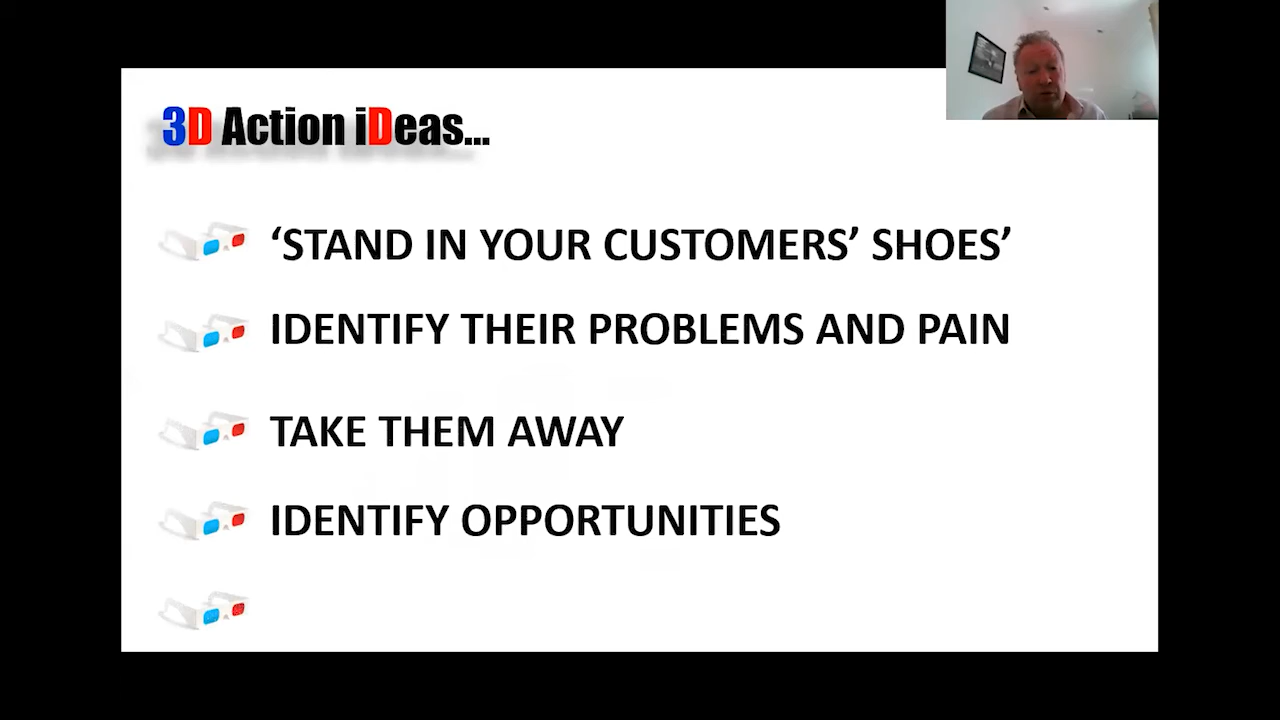 3D Action iDeas...
‘STAND IN YOUR CUSTOMERS’ SHOES’
IDENTIFY THEIR PROBLEMS AND PAIN
TAKE THEM AWAY
IDENTIFY OPPORTUNITIES